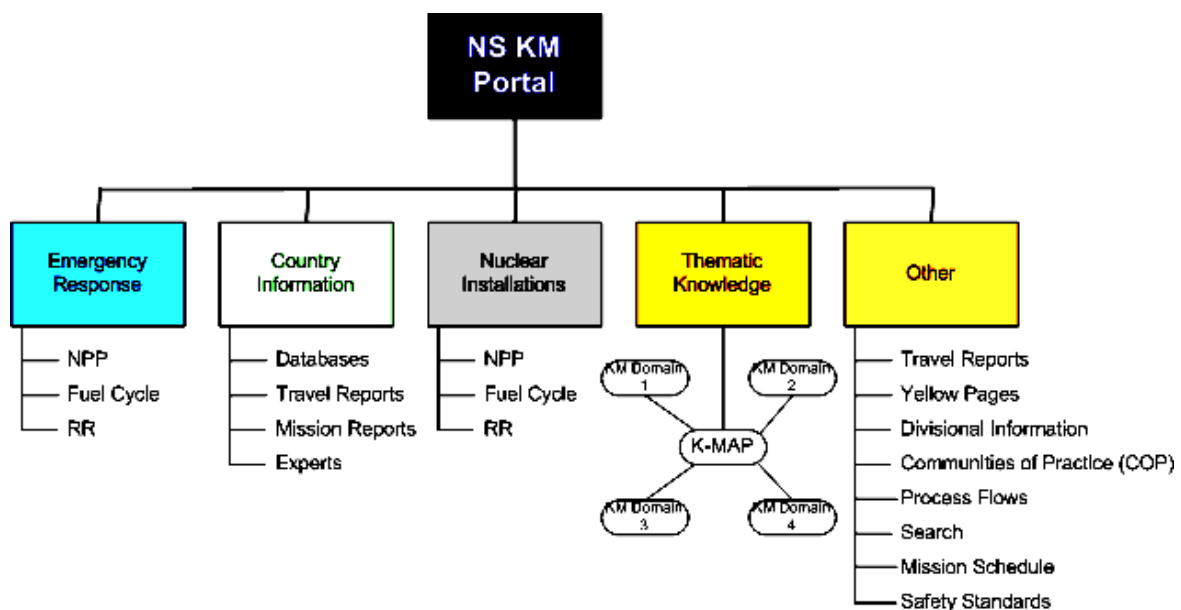 NS KM
Portal
Emergency
Response
Country
Information
Nuclear
Installations
Thematic
Knowledge
Other
NPP
Fuel Cycle
RR
Databases
Travel Reports
Mission Reports
Experts
NPP
Fuel Cycle
RR
KM Domain
1
KM Domain
2
K-MAP
KM Domain
3
KM Domain
4
Travel Reports
Yellow Pages
Divisional Information
Communities of Practice (COP)
Process Flows
Search
Mission Schedule
Safety Standards